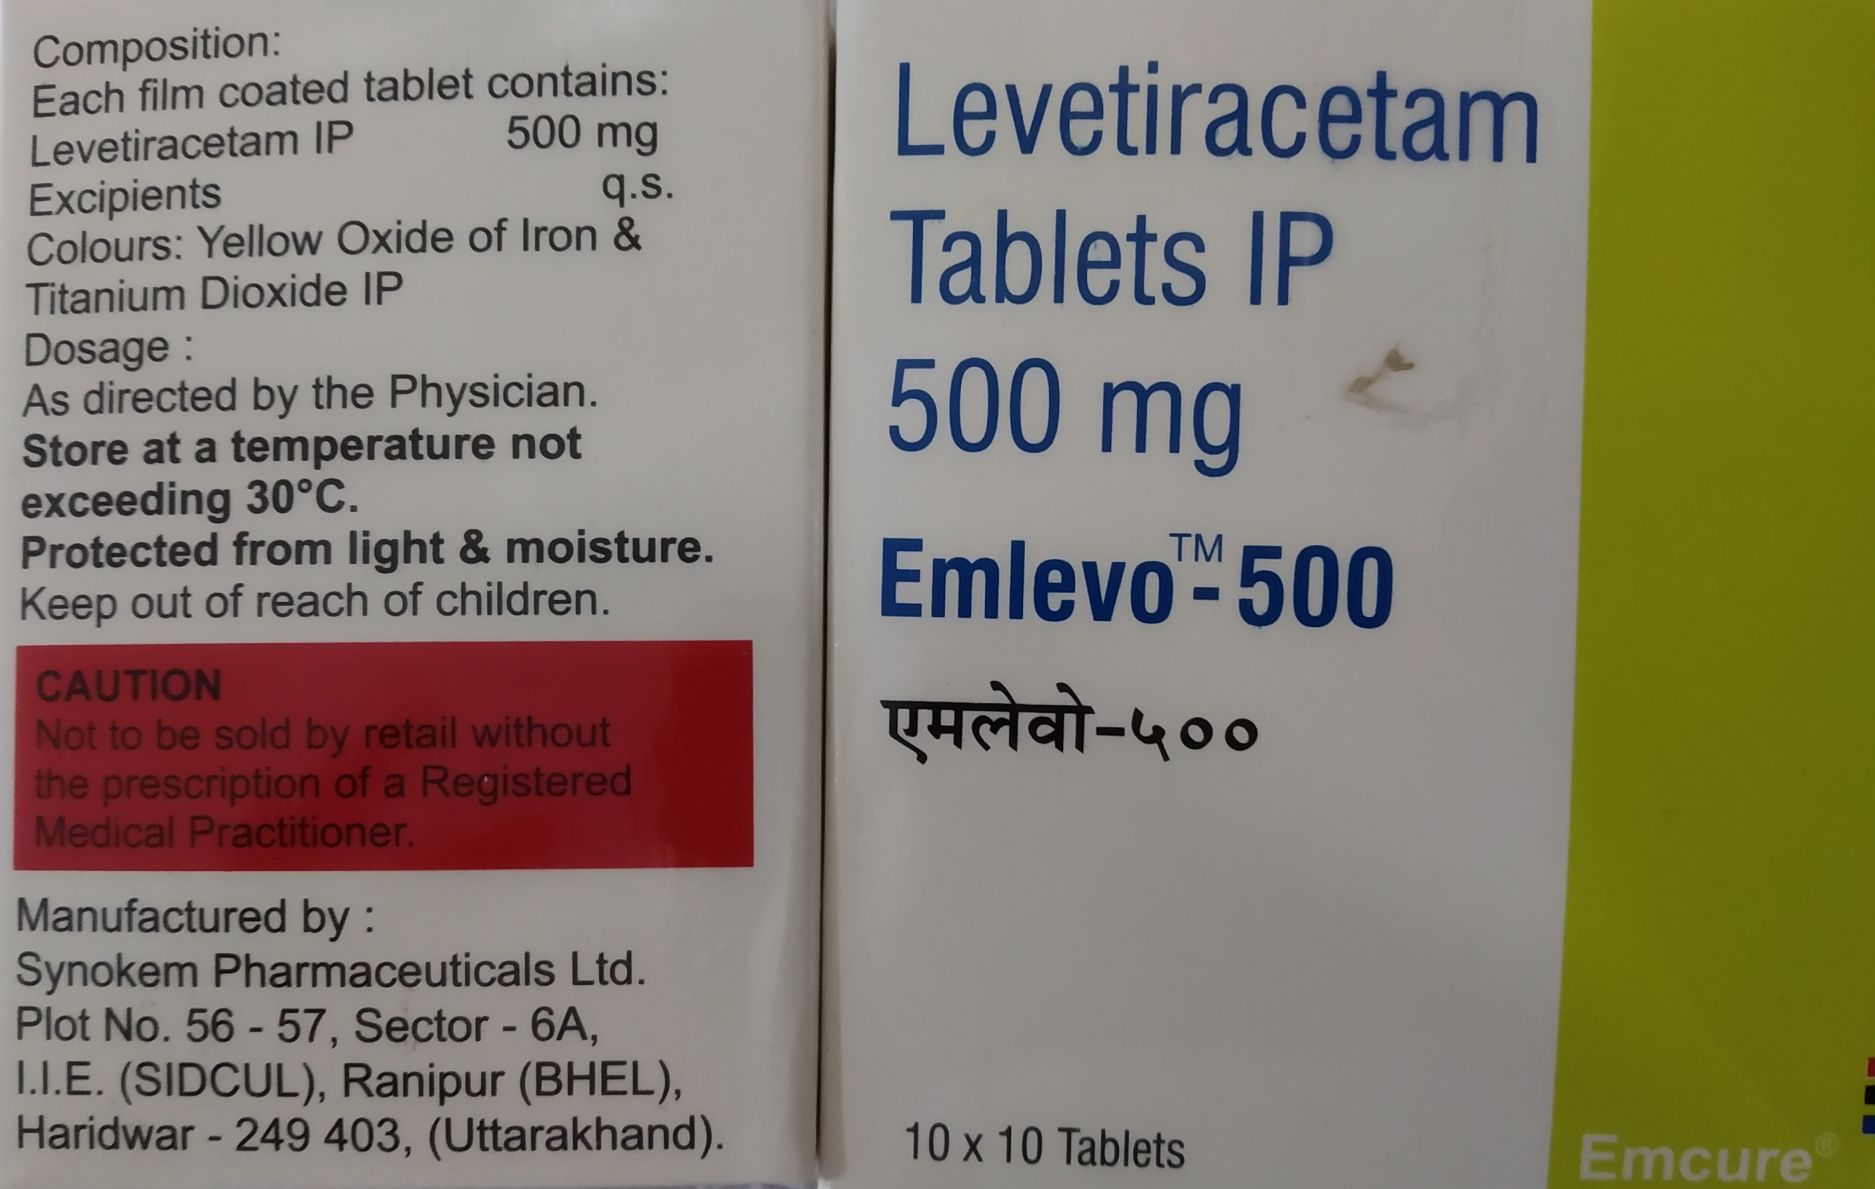 Composition:
Each film coated tablet contains:
Levetiracetam IP 500 mg
Excipients q.s.
Colours: Yellow Oxide of Iron &
Titanium Dioxide IP
Dosage :
As directed by the Physician.
Store at a temperature not
exceeding 30°C.
Protected from light & moisture.
Keep out of reach of children.
CAUTION
Not to be sold by retail without
the prescription of a Registered
Medical Practitioner.
Manufactured by :
Synokem Pharmaceuticals Ltd.
Plot No. 56 - 57, Sector - 6A,
I.I.E. (SIDCUL), Ranipur (BHEL),
Haridwar - 249 403, (Uttarakhand).
Levetiracetam
Tablets IP
500 mg
Emlevo™-500
एमलेवो-५००
10 x 10 Tablets
Emcure®